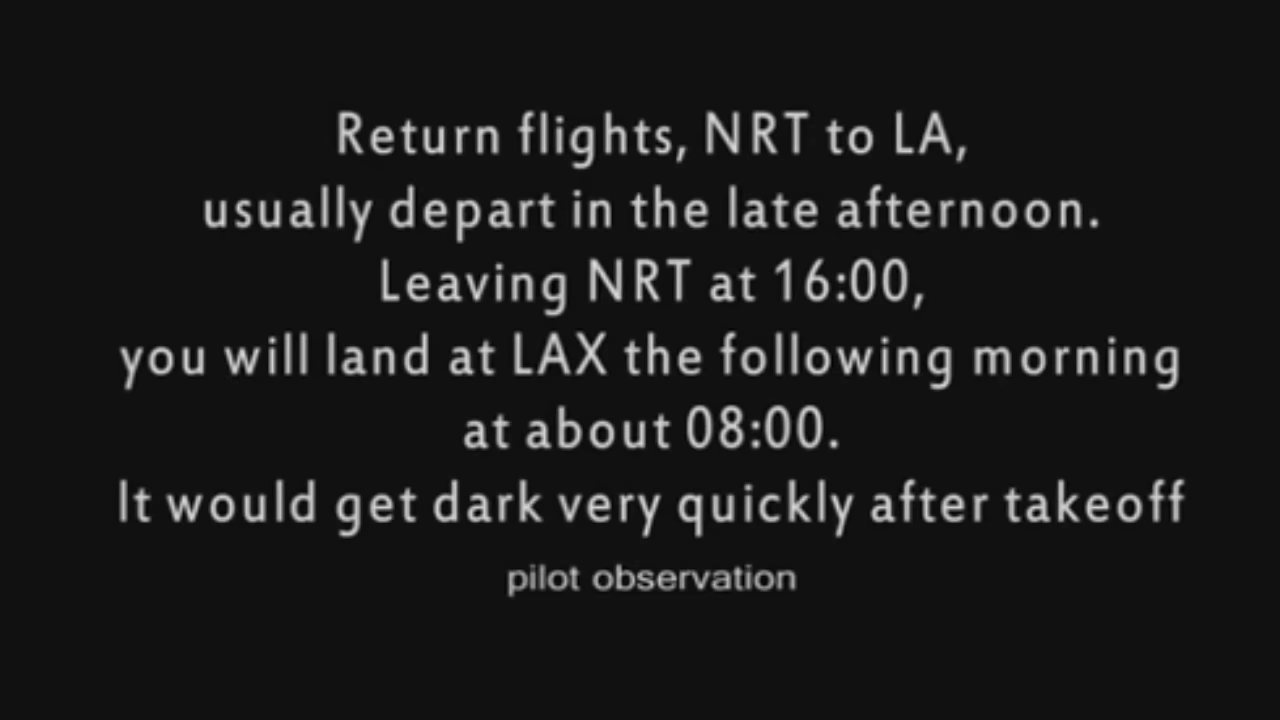 Return flights, NRT to LA,
usually depart in the late afternoon.
Leaving NRT at 16:00,
you will land at LAX the following morning
at about 08:00.
It would get dark very quickly after takeoff
pilot observation